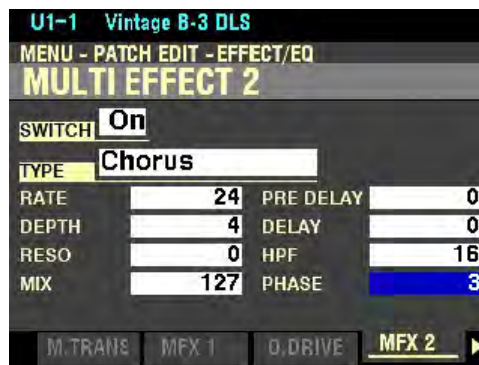 U1-1 Vintage B-3 DLS
MENU - PATCH EDIT - EFFECT/EQ
MULTI EFFECT 2
SWITCH On
TYPE Chorus
RATE 24 PRE DELAY 0
DEPTH 4 DELAY 0
RESO 0 HPF 16
MIX 127 PHASE 3
M.TRANS MFX 1 O.DRIVE MFX 2